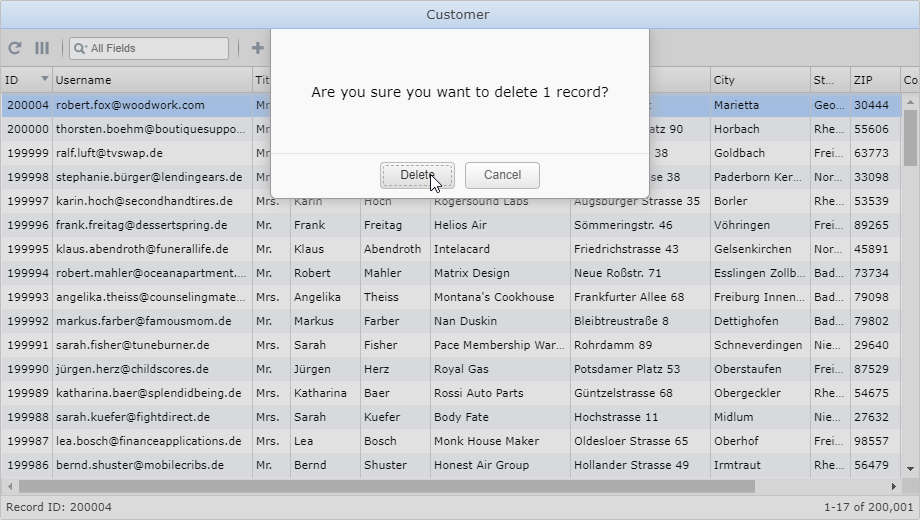 Customer
All Fields
Are you sure you want to delete 1 record?
Delete
Cancel
ID Username Tit City St... ZIP Co
200004 robert.fox@woodwork.com Mr. Marietta Geo... 30444
200000 thorsten.boehm@boutiquesuppo... Mr. atz 90 Horbach Rhe... 55606
199999 ralf.luft@tvswap.de Mr. 38 Goldbach Frei... 63773
199998 stephanie.bürger@lendingears.de Mrs. sse 38 Paderborn Ker... Nor... 33098
199997 karin.hoch@secondhandtires.de Mrs. Karin Hoch Rogersound Labs Augsburger Strasse 35 Borler Rhe... 53539
199996 frank.freitag@dessertspring.de Mr. Frank Freitag Helios Air Sömmeringstr. 46 Vöhringen Frei... 89265
199995 klaus.abendroth@funerallife.de Mr. Klaus Abendroth Intelacard Friedrichstrasse 43 Gelsenkirchen Nor... 45891
199994 robert.mahler@oceanapartment.... Mr. Robert Mahler Matrix Design Neue Roßstr. 71 Esslingen Zollb... Bad... 73734
199993 angelika.theiss@counselingmate... Mrs. Angelika Theiss Montana's Cookhouse Frankfurter Allee 68 Freiburg Innen... Bad... 79098
199992 markus.farber@famousmom.de Mr. Markus Farber Nan Duskin Bleibtreustraße 8 Dettighofen Bad... 79802
199991 sarah.fisher@tuneburner.de Mrs. Sarah Fisher Pace Membership War... Rohrdamm 89 Schneverdingen Nie... 29640
199990 jürgen.herz@childscores.de Mr. Jürgen Herz Royal Gas Potsdamer Platz 53 Oberstaufen Frei... 87529
199989 katharina.baer@splendidbeing.de Mrs. Katharina Baer Rossi Auto Parts Güntzelstrasse 68 Obergeckler Rhe... 54675
199988 sarah.kuefer@fightdirect.de Mrs. Sarah Kuefer Body Fate Hochstrasse 11 Midlum Nie... 27632
199987 lea.bosch@financeapplications.de Mrs. Lea Bosch Monk House Maker Oldesloer Strasse 65 Oberhof Frei... 98557
199986 bernd.shuster@mobilecribs.de Mr. Bernd Shuster Honest Air Group Hollander Strasse 49 Irmtraut Rhe... 56479
Record ID: 200004 1-17 of 200,001